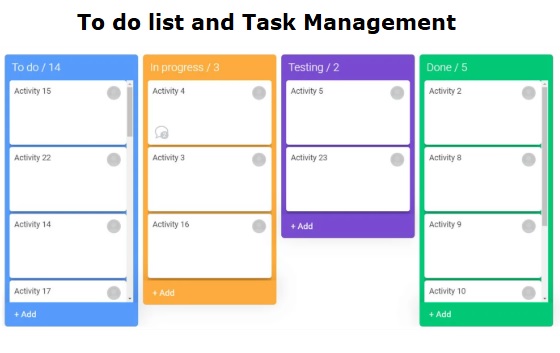 To do list and Task Management
To do / 14
Activity 15
Activity 22
Activity 14
Activity 17
+ Add
In progress / 3
Activity 4
Activity 3
Activity 16
+ Add
Testing / 2
Activity 5
Activity 23
+ Add
Done / 5
Activity 2
Activity 8
Activity 9
Activity 10
+ Add